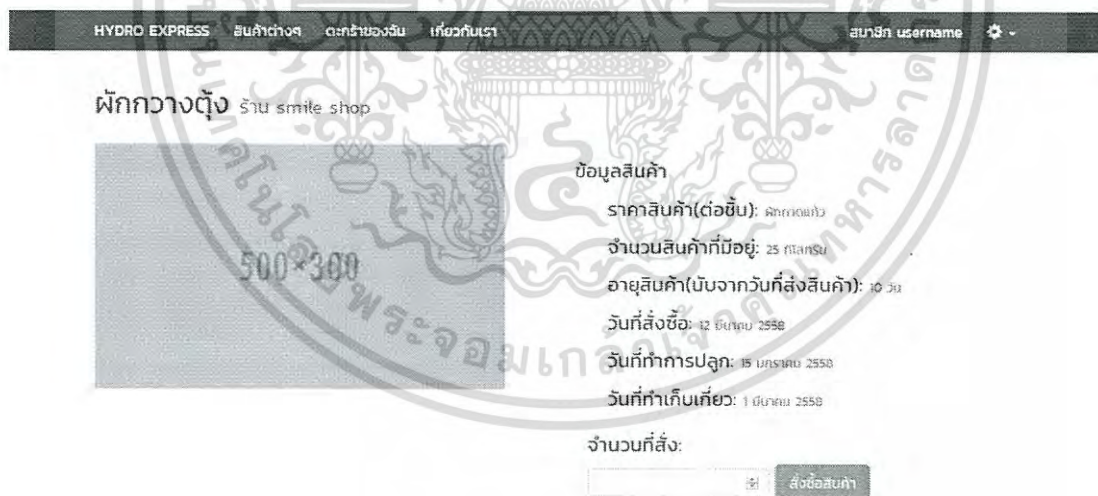 HYDRO EXPRESS สินค้าต่างๆ ตะกร้าของฉัน เกี่ยวกับเรา สมาชิก username
ผักกวางตุ้ง ร้าน smile shop
500×300
ข้อมูลสินค้า
ราคาสินค้า(ต่อชิ้น): ผักกาดแก้ว
จำนวนสินค้าที่มีอยู่: 25 กิโลกรัม
อายุสินค้า(นับจากวันที่ส่งสินค้า): 10 วัน
วันที่สั่งซื้อ: 12 มีนาคม 2558
วันที่ทำการปลูก: 15 มกราคม 2558
วันที่ทำเก็บเกี่ยว: 1 มีนาคม 2558
จำนวนที่สั่ง:
สั่งซื้อสินค้า